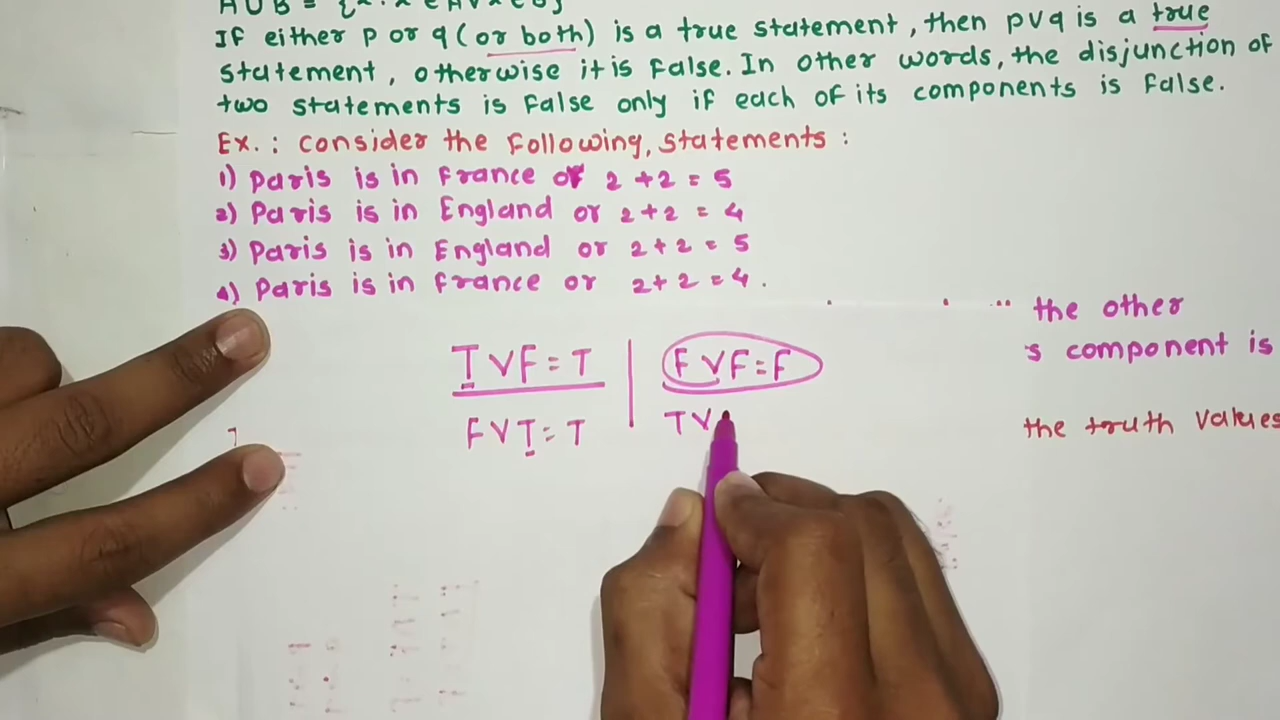 AUB = {x: x ∈ A V x ∈ B}
If either p or q (or both) is a true statement, then pvq is a true
statement, otherwise it is False. In other words, the disjunction of
two statements is False only if each of its components is False.
Ex.: consider the Following, statements :
1) Paris is in France or 2 + 2 = 5
2) Paris is in England or 2 + 2 = 4
3) Paris is in England or 2 + 2 = 5
4) Paris is in France or 2 + 2 = 4.
the other
s component is
T V F = T
F V F = F
the truth values
F V T = T
T V